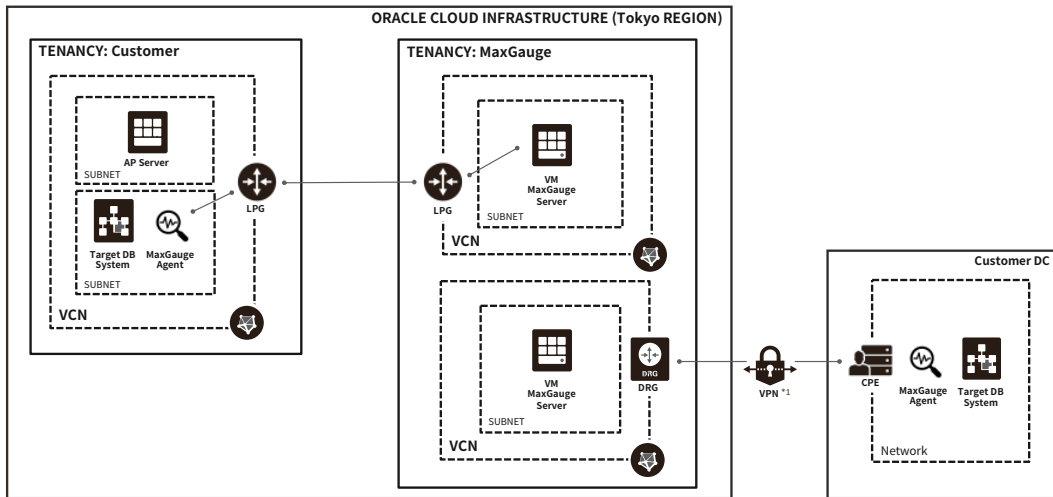 ORACLE CLOUD INFRASTRUCTURE (Tokyo REGION)
TENANCY: Customer
AP Server
SUBNET
LPG
Target DB
System
MaxGauge
Agent
SUBNET
VCN
TENANCY: MaxGauge
VM
MaxGauge
Server
LPG
SUBNET
VCN
VM
MaxGauge
Server
DRG
DRG
SUBNET
VCN
VPN *1
Customer DC
CPE
MaxGauge
Agent
Target DB
System
Network